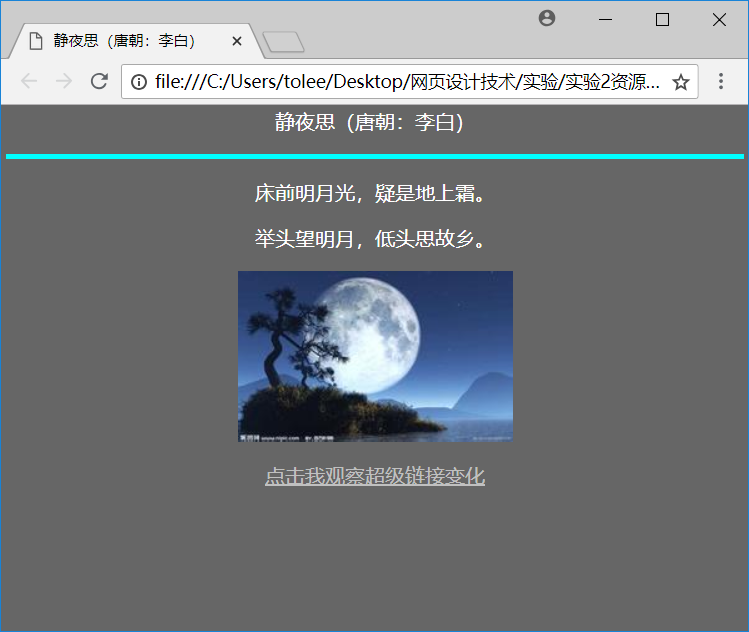 静夜思（唐朝：李白）
file:///C:/Users/tolee/Desktop/网页设计技术/实验/实验2资源...
静夜思（唐朝：李白）
床前明月光，疑是地上霜。
举头望明月，低头思故乡。
点击我观察超级链接变化